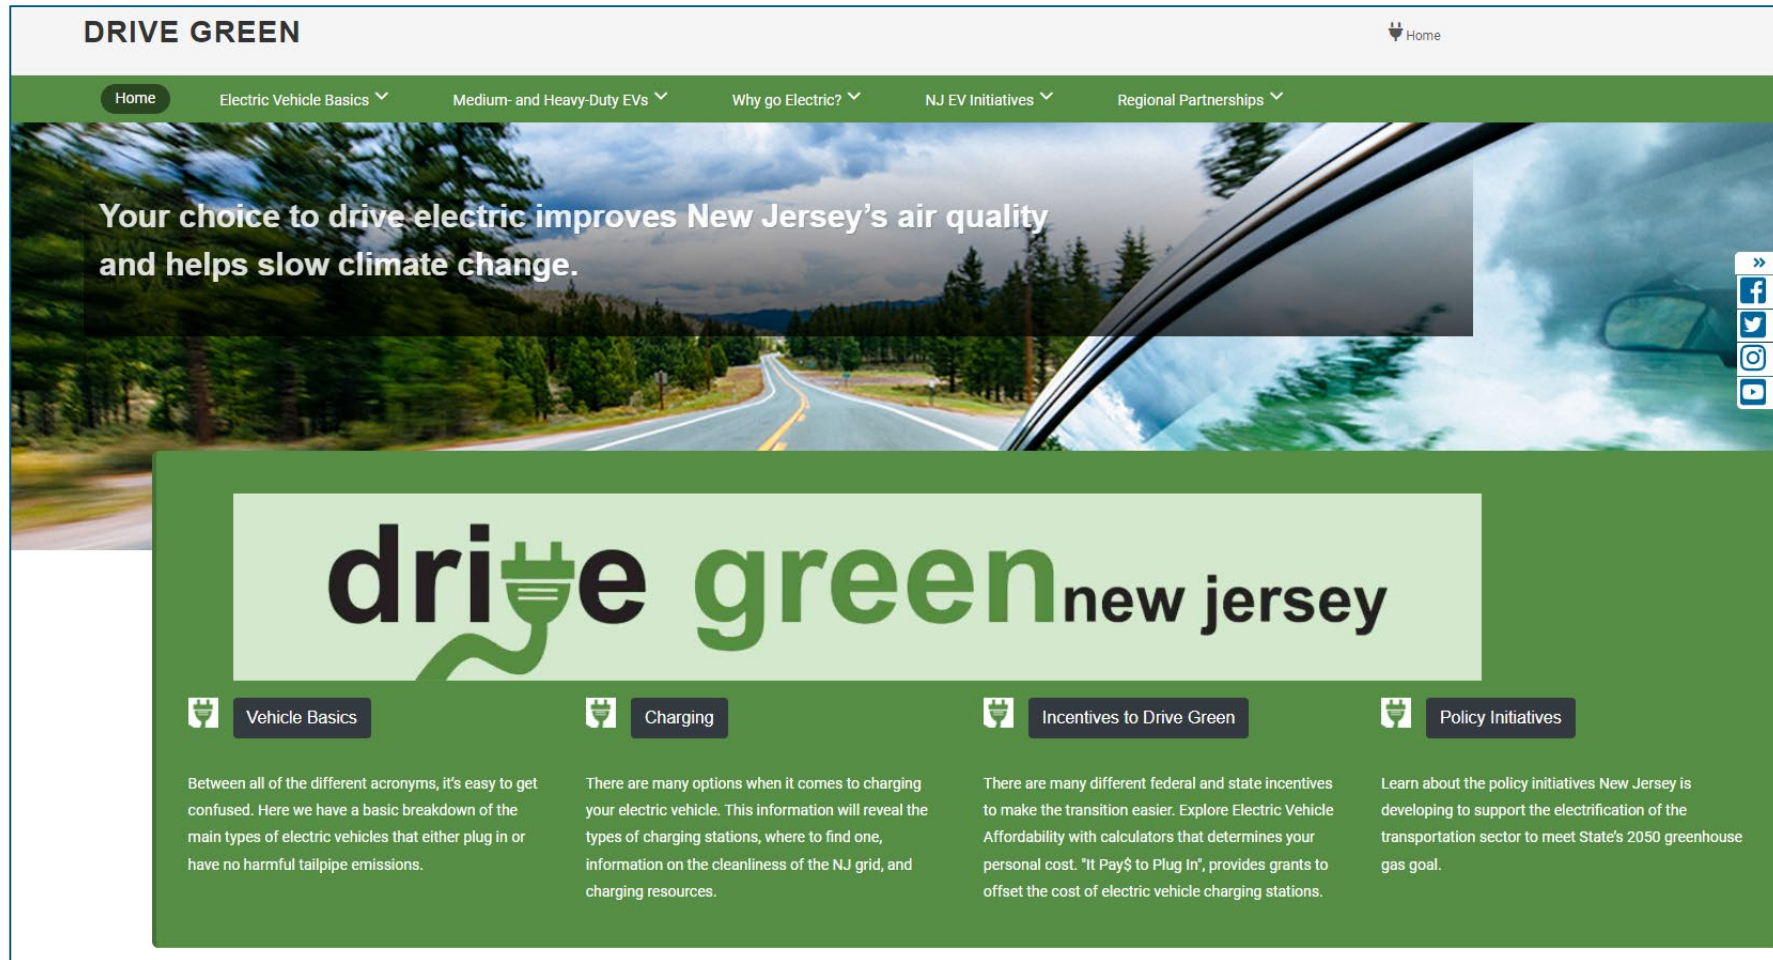 DRIVE GREEN
Home
Home
Electric Vehicle Basics
Medium- and Heavy-Duty EVs
Why go Electric?
NJ EV Initiatives
Regional Partnerships
Your choice to drive electric improves New Jersey’s air quality
and helps slow climate change.
drive green new jersey
Vehicle Basics
Between all of the different acronyms, it's easy to get
confused. Here we have a basic breakdown of the
main types of electric vehicles that either plug in or
have no harmful tailpipe emissions.
Charging
There are many options when it comes to charging
your electric vehicle. This information will reveal the
types of charging stations, where to find one,
information on the cleanliness of the NJ grid, and
charging resources.
Incentives to Drive Green
There are many different federal and state incentives
to make the transition easier. Explore Electric Vehicle
Affordability with calculators that determines your
personal cost. "It Pay$ to Plug In", provides grants to
offset the cost of electric vehicle charging stations.
Policy Initiatives
Learn about the policy initiatives New Jersey is
developing to support the electrification of the
transportation sector to meet State's 2050 greenhouse
gas goal.